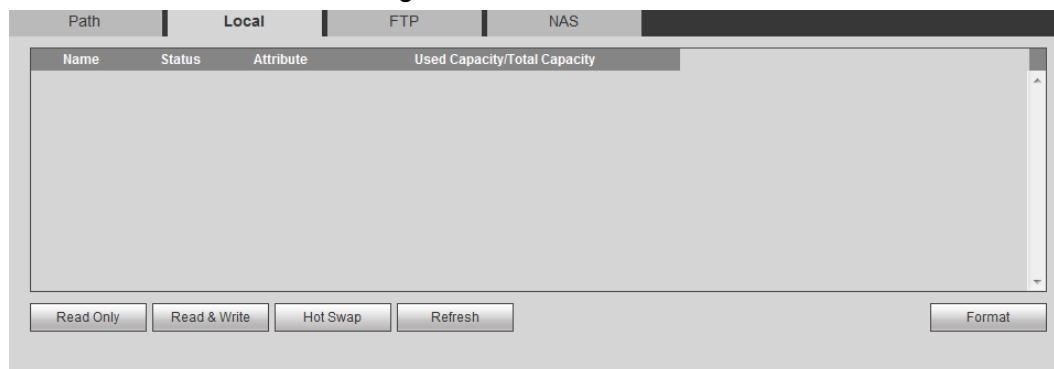 Path Local FTP NAS
Name Status Attribute Used Capacity/Total Capacity
Read Only Read & Write Hot Swap Refresh Format